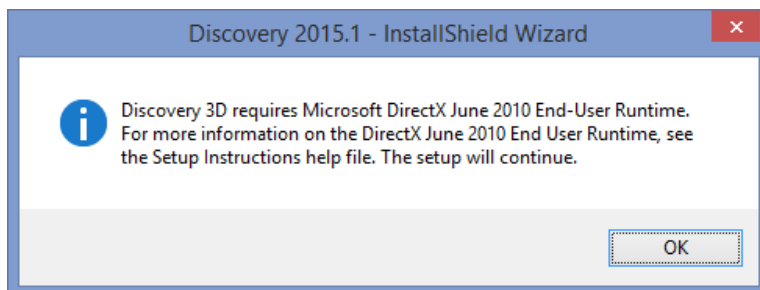 Discovery 2015.1 - InstallShield Wizard
Discovery 3D requires Microsoft DirectX June 2010 End-User Runtime.
For more information on the DirectX June 2010 End User Runtime, see
the Setup Instructions help file. The setup will continue.
OK